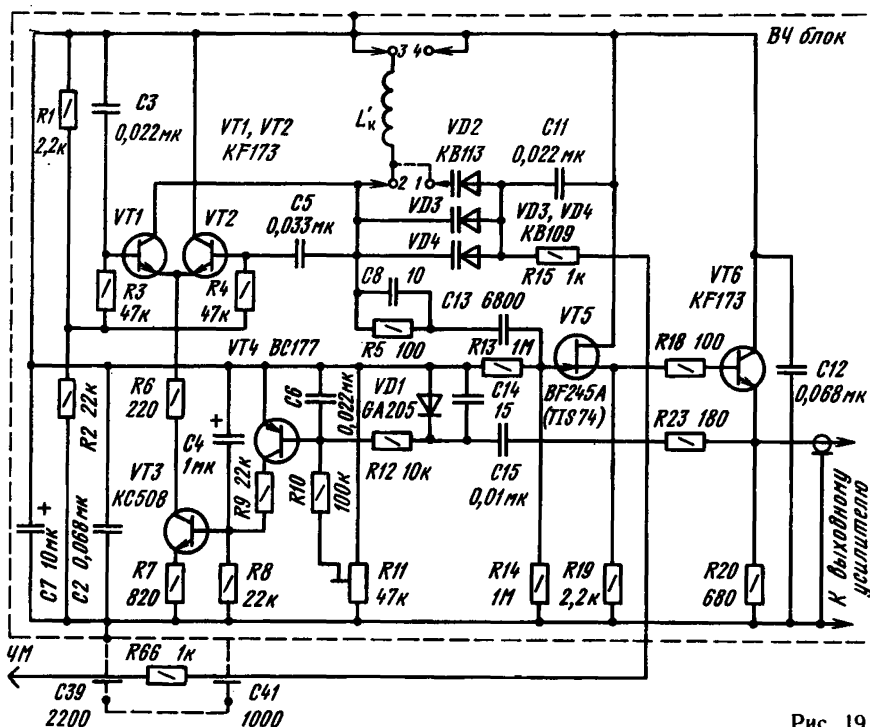 ВЧ блок
3 4
R1
2,2к
C3
0,022мк
L'к
VT1, VT2
KF173
VD2
КВ113
C11
0,022мк
2 1
VT1
VT2
C5
0,033мк
VD3
VD4
VD3, VD4
КВ109
R15 1к
R3
47к
R4
47к
C8
10
C13 6800
R5 100
VT5
VT6
KF173
R18 100
C12
0,068мк
VT4 BC177
R13
1М
R2 22к
R6
220
C4
1мк
C6
0,022мк
VD1
GA205
C14
15
BF245A
(TIS74)
R23 180
R9 22к
R10
100к
R12 10к
C15
0,01мк
VT3
KC508
C7 10мк
C2 0,068мк
R7
820
R8
22к
R11
47к
R14
1М
R19
2,2к
R20
680
К выходному
усилителю
ЧМ
R66 1к
C39
2200
C41
1000
Рис. 19